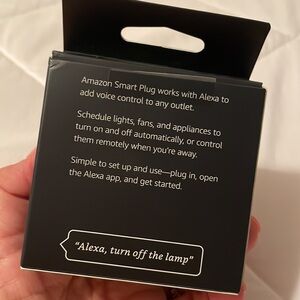 Amazon Smart Plug works with Alexa to
add voice control to any outlet.
Schedule lights, fans, and appliances to
turn on and off automatically, or control
them remotely when you're away.
Simple to set up and use—plug in, open
the Alexa app, and get started.
"Alexa, turn off the lamp"